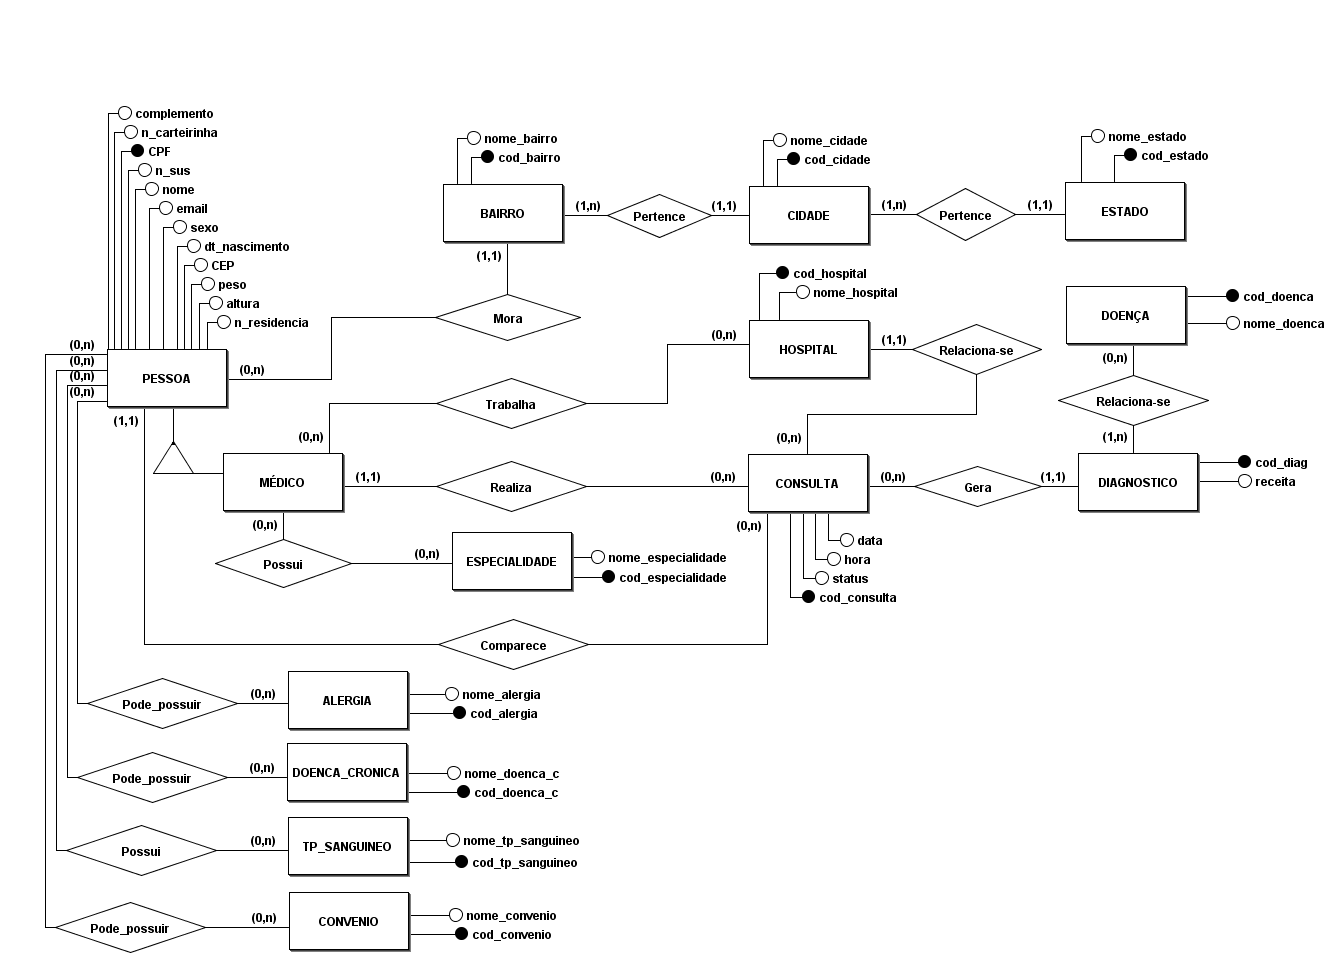 complemento
n_carteirinha
CPF
n_sus
nome
email
sexo
dt_nascimento
CEP
peso
altura
n_residencia
(0,n)
(0,n)
(0,n)
(0,n)
PESSOA
(0,n)
(1,1)
nome_bairro
cod_bairro
BAIRRO
(1,n)
Pertence
(1,1)
nome_cidade
cod_cidade
CIDADE
(1,n)
Pertence
(1,1)
nome_estado
cod_estado
ESTADO
(1,1)
Mora
cod_hospital
nome_hospital
(0,n)
HOSPITAL
(1,1)
Relaciona-se
(0,n)
DOENÇA
cod_doenca
nome_doenca
(0,n)
Relaciona-se
(1,n)
Trabalha
(0,n)
MÉDICO
(1,1)
Realiza
(0,n)
CONSULTA
(0,n)
Gera
(1,1)
DIAGNOSTICO
cod_diag
receita
(0,n)
data
hora
status
cod_consulta
(0,n)
Possui
(0,n)
ESPECIALIDADE
nome_especialidade
cod_especialidade
Comparece
Pode_possuir
(0,n)
ALERGIA
nome_alergia
cod_alergia
Pode_possuir
(0,n)
DOENCA_CRONICA
nome_doenca_c
cod_doenca_c
Possui
(0,n)
TP_SANGUINEO
nome_tp_sanguineo
cod_tp_sanguineo
Pode_possuir
(0,n)
CONVENIO
nome_convenio
cod_convenio